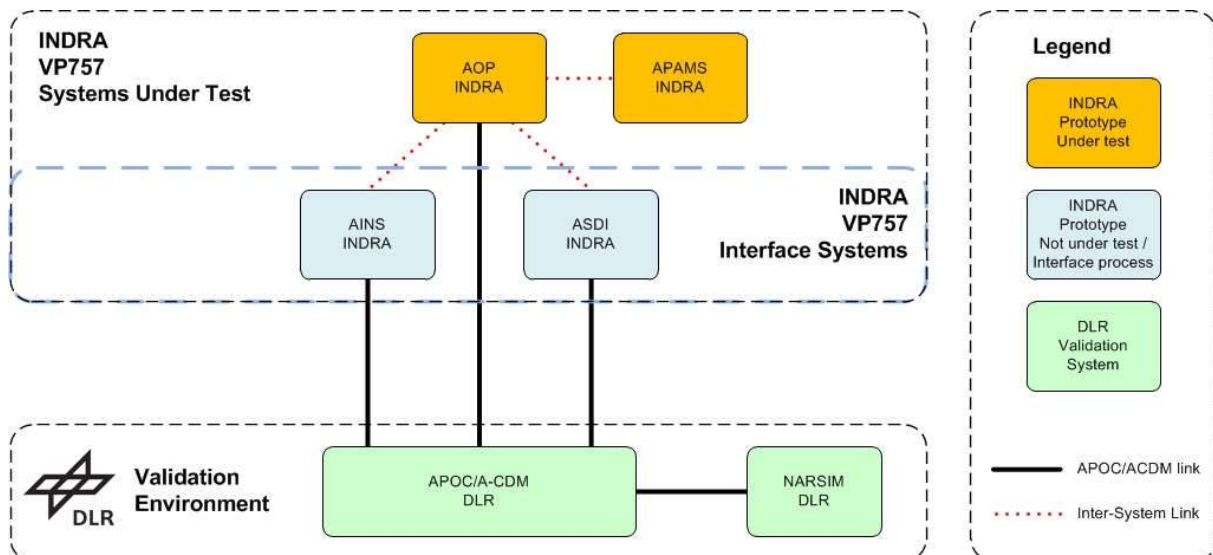 INDRA
VP757
Systems Under Test
AOP
INDRA
APAMS
INDRA
AINS
INDRA
ASDI
INDRA
INDRA
VP757
Interface Systems
DLR
Validation
Environment
APOC/A-CDM
DLR
NARSIM
DLR
Legend
INDRA
Prototype
Under test
INDRA
Prototype
Not under test /
Interface process
DLR
Validation
System
APOC/ACDM link
Inter-System Link